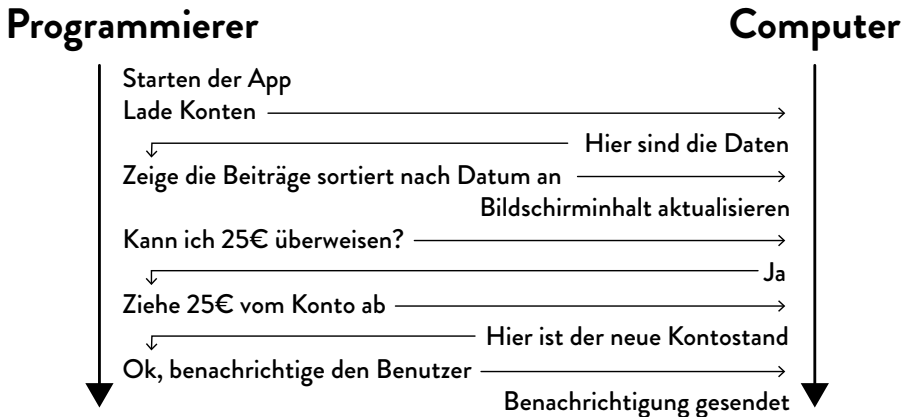 Programmierer
Computer
Starten der App
Lade Konten
Hier sind die Daten
Zeige die Beiträge sortiert nach Datum an
Bildschirminhalt aktualisieren
Kann ich 25€ überweisen?
Ja
Ziehe 25€ vom Konto ab
Hier ist der neue Kontostand
Ok, benachrichtige den Benutzer
Benachrichtigung gesendet